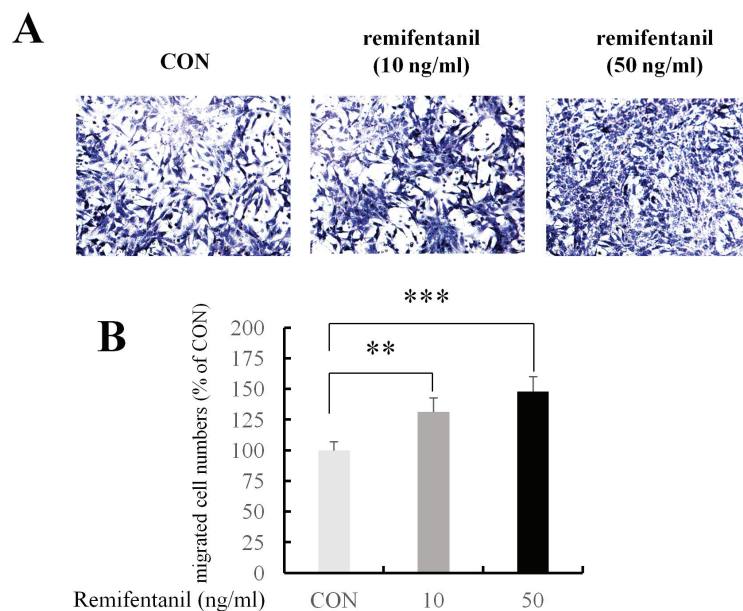 A
CON
remifentanil
(10 ng/ml)
remifentanil
(50 ng/ml)
B
migrated cell numbers (% of CON)
200
175
150
125
100
75
50
25
0
***
**
Remifentanil (ng/ml) CON 10 50